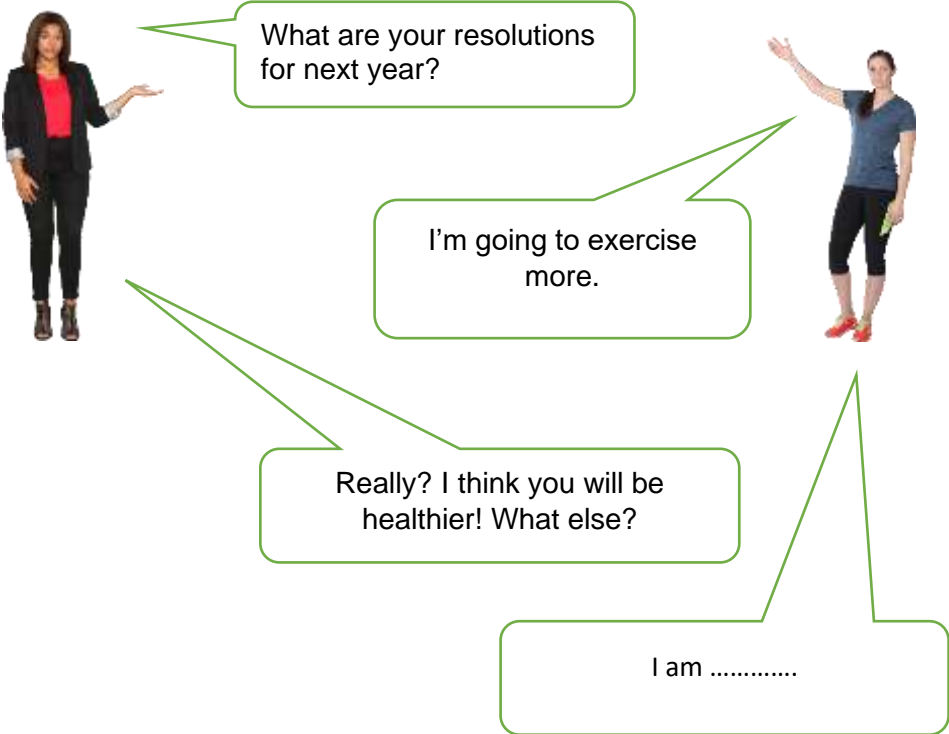 What are your resolutions
for next year?
I’m going to exercise
more.
Really? I think you will be
healthier! What else?
I am ………….